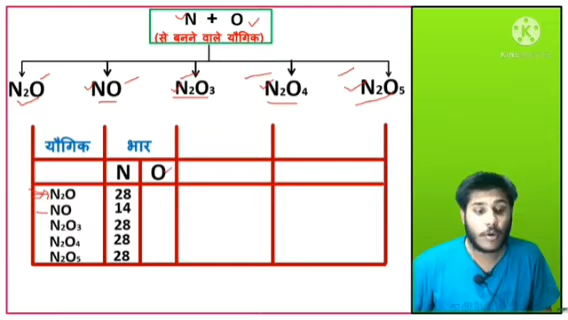 N + O
(से बनने वाले यौगिक)
N₂O NO N₂O₃ N₂O₄ N₂O₅
यौगिक भार
N O
N₂O 28
NO 14
N₂O₃ 28
N₂O₄ 28
N₂O₅ 28